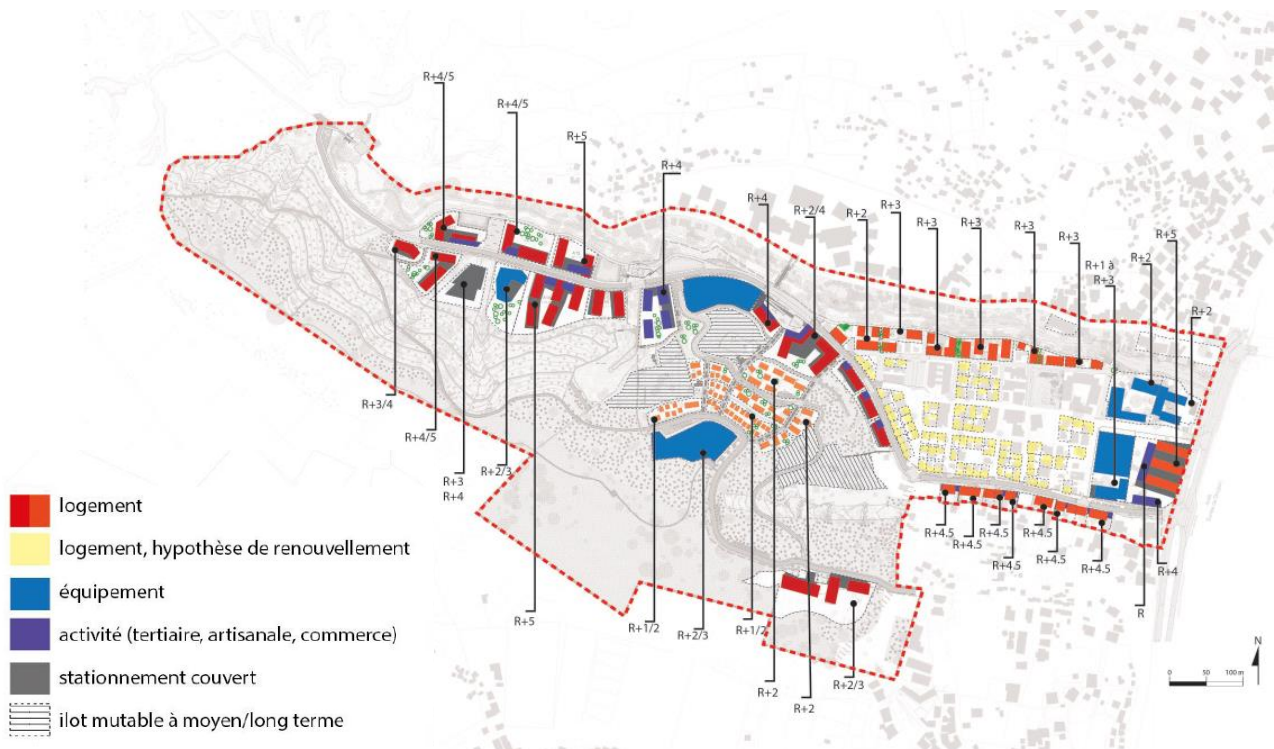 R+4/5
R+4/5
R+5
R+4
R+4
R+2/4
R+2
R+3
R+3
R+3
R+3
R+3
R+5
R+2
R+1 à
R+3
R+2
R+3/4
R+4/5
R+3
R+4
R+2/3
R+5
R+1/2
R+2/3
R+1/2
R+2
R+2
R+2/3
R+4.5
R+4.5
R+4.5
R+4.5
R+4.5
R+4.5
R+4.5
R
R+4
logement
logement, hypothèse de renouvellement
équipement
activité (tertiaire, artisanale, commerce)
stationnement couvert
ilot mutable à moyen/long terme
N
0 50 100 m